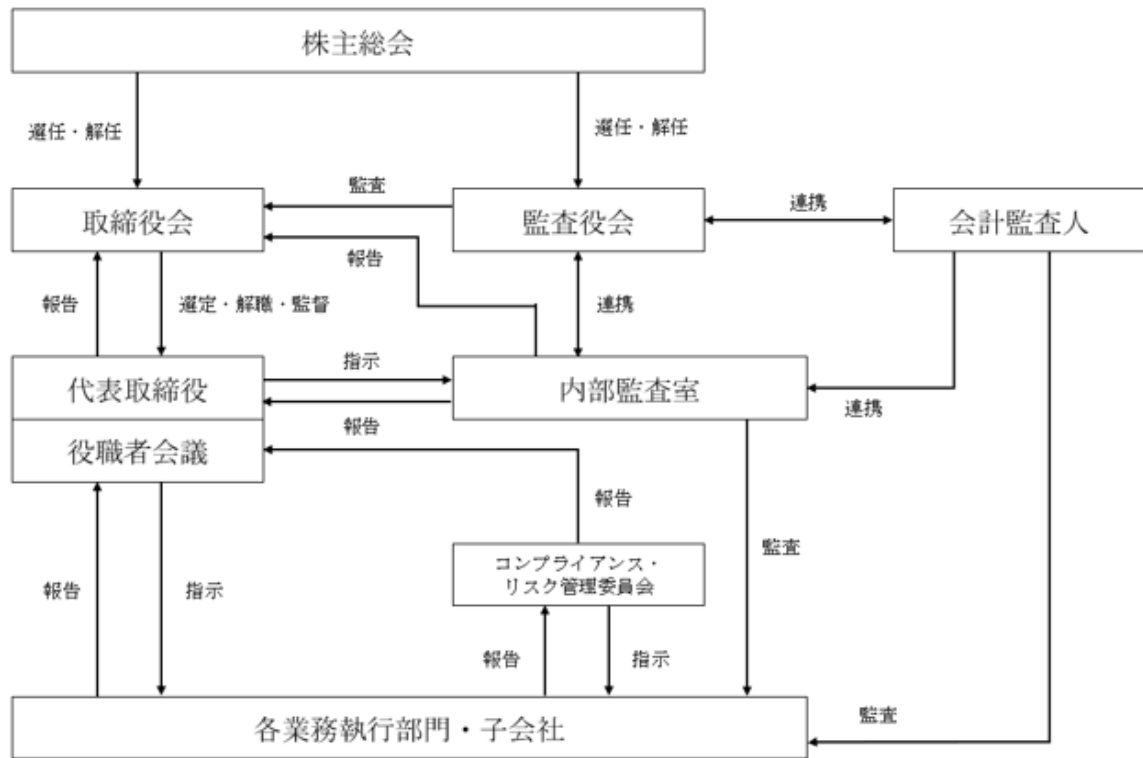 株主総会
選任・解任
選任・解任
取締役会
監査
監査役会
連携
会計監査人
報告
報告
選定・解職・監督
連携
代表取締役
指示
内部監査室
連携
役職者会議
報告
報告
監査
コンプライアンス・
リスク管理委員会
報告
指示
報告
指示
各業務執行部門・子会社
監査